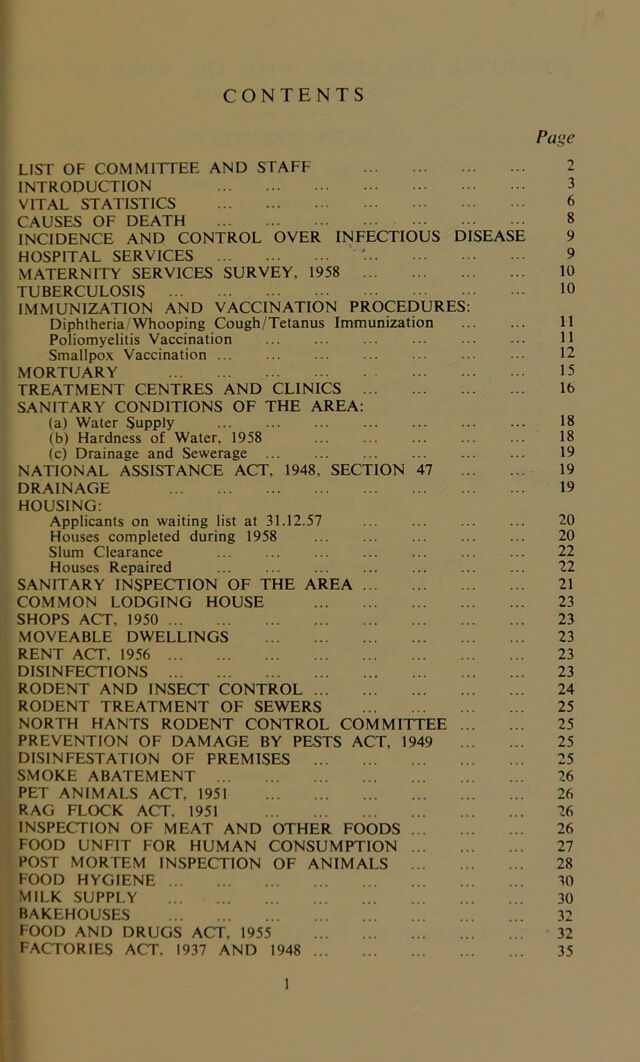 CONTENTS
Page
LIST OF COMMITTEE AND STAFF ... ... ... ... 2
INTRODUCTION ... ... ... ... ... ... ... 3
VITAL STATISTICS ... ... ... ... ... ... ... 6
CAUSES OF DEATH ... ... ... ... ... ... ... 8
INCIDENCE AND CONTROL OVER INFECTIOUS DISEASE 9
HOSPITAL SERVICES ... ... ... ... ... ... ... 9
MATERNITY SERVICES SURVEY, 1958 ... ... ... ... 10
TUBERCULOSIS ... ... ... ... ... ... ... ... 10
IMMUNIZATION AND VACCINATION PROCEDURES:
Diphtheria/Whooping Cough/Tetanus Immunization ... ... 11
Poliomyelitis Vaccination ... ... ... ... ... ... 11
Smallpox Vaccination ... ... ... ... ... ... ... 12
MORTUARY ... ... ... ... ... ... ... ... 15
TREATMENT CENTRES AND CLINICS ... ... ... ... 16
SANITARY CONDITIONS OF THE AREA:
(a) Water Supply ... ... ... ... ... ... ... 18
(b) Hardness of Water, 1958 ... ... ... ... ... 18
(c) Drainage and Sewerage ... ... ... ... ... ... 19
NATIONAL ASSISTANCE ACT, 1948, SECTION 47 ... ... 19
DRAINAGE ... ... ... ... ... ... ... ... 19
HOUSING:
Applicants on waiting list at 31.12.57 ... ... ... ... 20
Houses completed during 1958 ... ... ... ... ... 20
Slum Clearance ... ... ... ... ... ... ... 22
Houses Repaired ... ... ... ... ... ... ... 22
SANITARY INSPECTION OF THE AREA ... ... ... ... 21
COMMON LODGING HOUSE ... ... ... ... ... 23
SHOPS ACT, 1950 ... ... ... ... ... ... ... ... 23
MOVEABLE DWELLINGS ... ... ... ... ... ... 23
RENT ACT, 1956 ... ... ... ... ... ... ... ... 23
DISINFECTIONS ... ... ... ... ... ... ... ... 23
RODENT AND INSECT CONTROL ... ... ... ... ... 24
RODENT TREATMENT OF SEWERS ... ... ... ... 25
NORTH HANTS RODENT CONTROL COMMITTEE ... ... 25
PREVENTION OF DAMAGE BY PESTS ACT, 1949 ... ... 25
DISINFESTATION OF PREMISES ... ... ... ... ... 25
SMOKE ABATEMENT ... ... ... ... ... ... ... 26
PET ANIMALS ACT, 1951 ... ... ... ... ... ... 26
RAG FLOCK ACT, 1951 ... ... ... ... ... ... 26
INSPECTION OF MEAT AND OTHER FOODS ... ... ... 26
FOOD UNFIT FOR HUMAN CONSUMPTION ... ... ... 27
POST MORTEM INSPECTION OF ANIMALS ... ... ... 28
FOOD HYGIENE ... ... ... ... ... ... ... ... 30
MILK SUPPLY ... ... ... ... ... ... ... ... 30
BAKEHOUSES ... ... ... ... ... ... ... ... 32
FOOD AND DRUGS ACT, 1955 ... ... ... ... ... 32
FACTORIES ACT, 1937 AND 1948 ... ... ... ... ... 35
1